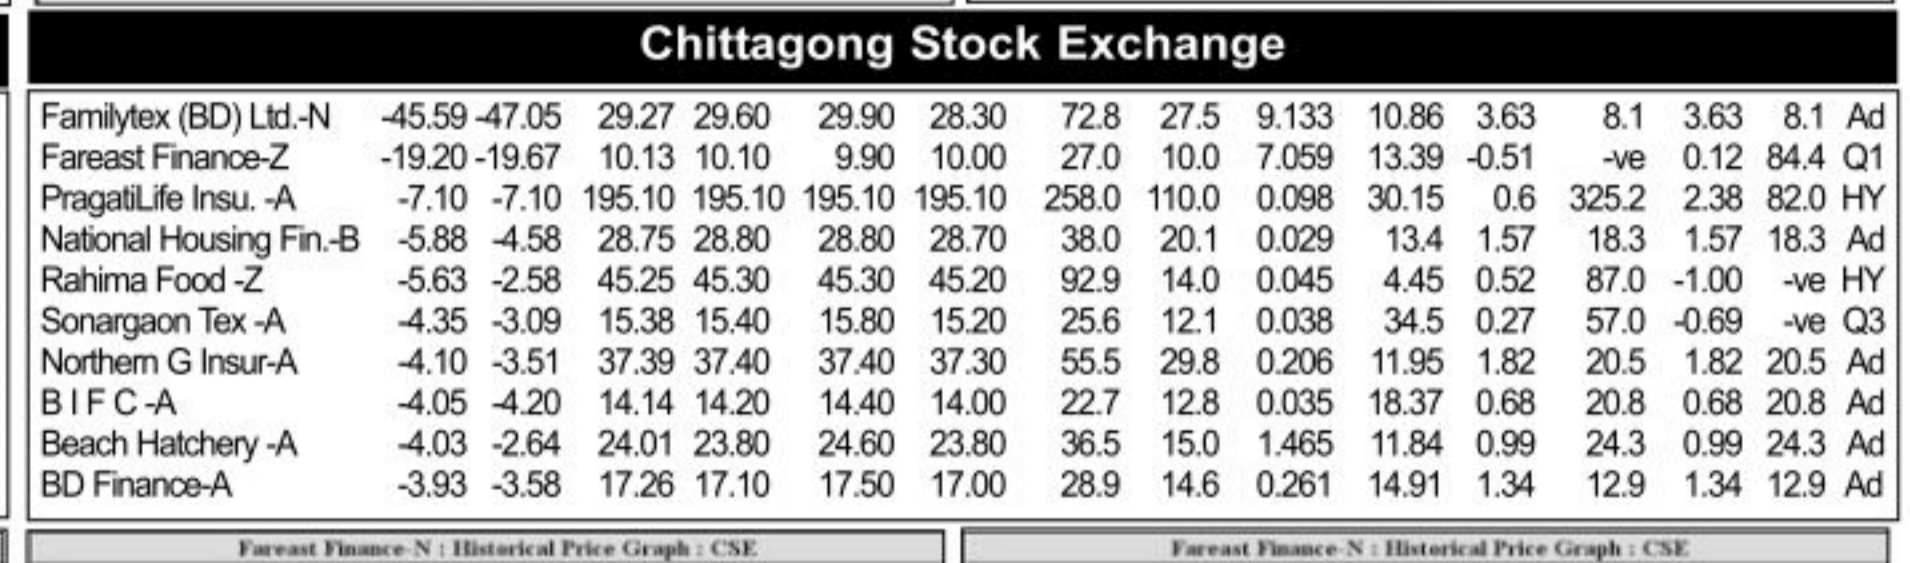 Chittagong Stock Exchange
Familytex (BD) Ltd.-N -45.59 -47.05 29.27 29.60 29.90 28.30 72.8 27.5 9.133 10.86 3.63 8.1 3.63 8.1 Ad
Fareast Finance-Z -19.20 -19.67 10.13 10.10 9.90 10.00 27.0 10.0 7.059 13.39 -0.51 -ve 0.12 84.4 Q1
PragatiLife Insu. -A -7.10 -7.10 195.10 195.10 195.10 195.10 258.0 110.0 0.098 30.15 0.6 325.2 2.38 82.0 HY
National Housing Fin.-B -5.88 -4.58 28.75 28.80 28.80 28.70 38.0 20.1 0.029 13.4 1.57 18.3 1.57 18.3 Ad
Rahima Food -Z -5.63 -2.58 45.25 45.30 45.30 45.20 92.9 14.0 0.045 4.45 0.52 87.0 -1.00 -ve HY
Sonargaon Tex -A -4.35 -3.09 15.38 15.40 15.80 15.20 25.6 12.1 0.038 34.5 0.27 57.0 -0.69 -ve Q3
Northern G Insur-A -4.10 -3.51 37.39 37.40 37.40 37.30 55.5 29.8 0.206 11.95 1.82 20.5 1.82 20.5 Ad
B I F C -A -4.05 -4.20 14.14 14.20 14.40 14.00 22.7 12.8 0.035 18.37 0.68 20.8 0.68 20.8 Ad
Beach Hatchery -A -4.03 -2.64 24.01 23.80 24.60 23.80 36.5 15.0 1.465 11.84 0.99 24.3 0.99 24.3 Ad
BD Finance-A -3.93 -3.58 17.26 17.10 17.50 17.00 28.9 14.6 0.261 14.91 1.34 12.9 1.34 12.9 Ad
Fareast Finance-N : Historical Price Graph : CSE
Fareast Finance-N : Historical Price Graph : CSE